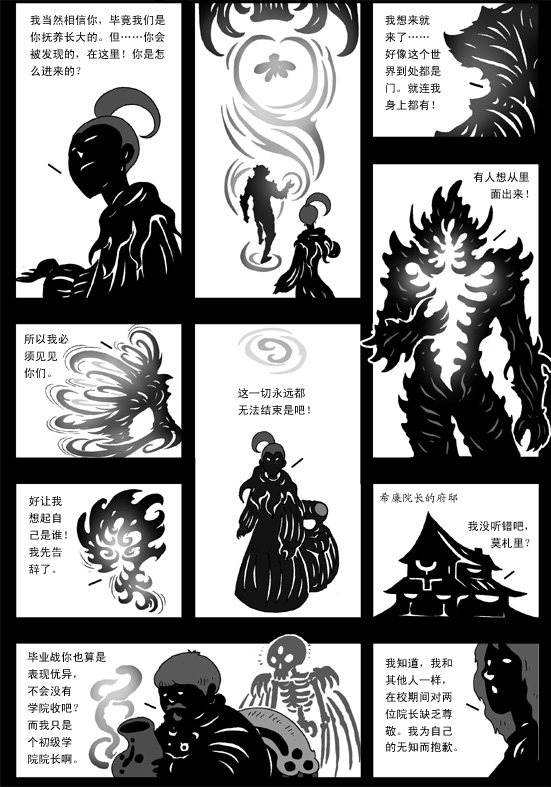 我当然相信你，毕竟我们是
你抚养长大的。但……你会
被发现的，在这里！你是怎
么进来的？
我想来就
来了……
好像这个世
界到处都是
门。就连我
身上都有！
有人想从里
面出来！
所以我必
须见见
你们。
这一切永远都
无法结束是吧！
好让我
想起自
己是谁！
我先告
辞了。
希廉院长的府邸
我没听错吧，
莫札里？
毕业战你也算是
表现优异，
不会没有
学院收吧？
而我只是
个初级学
院院长啊。
我知道，我和
其他人一样，
在校期间对两
位院长缺乏尊
敬。我为自己
的无知而抱歉。